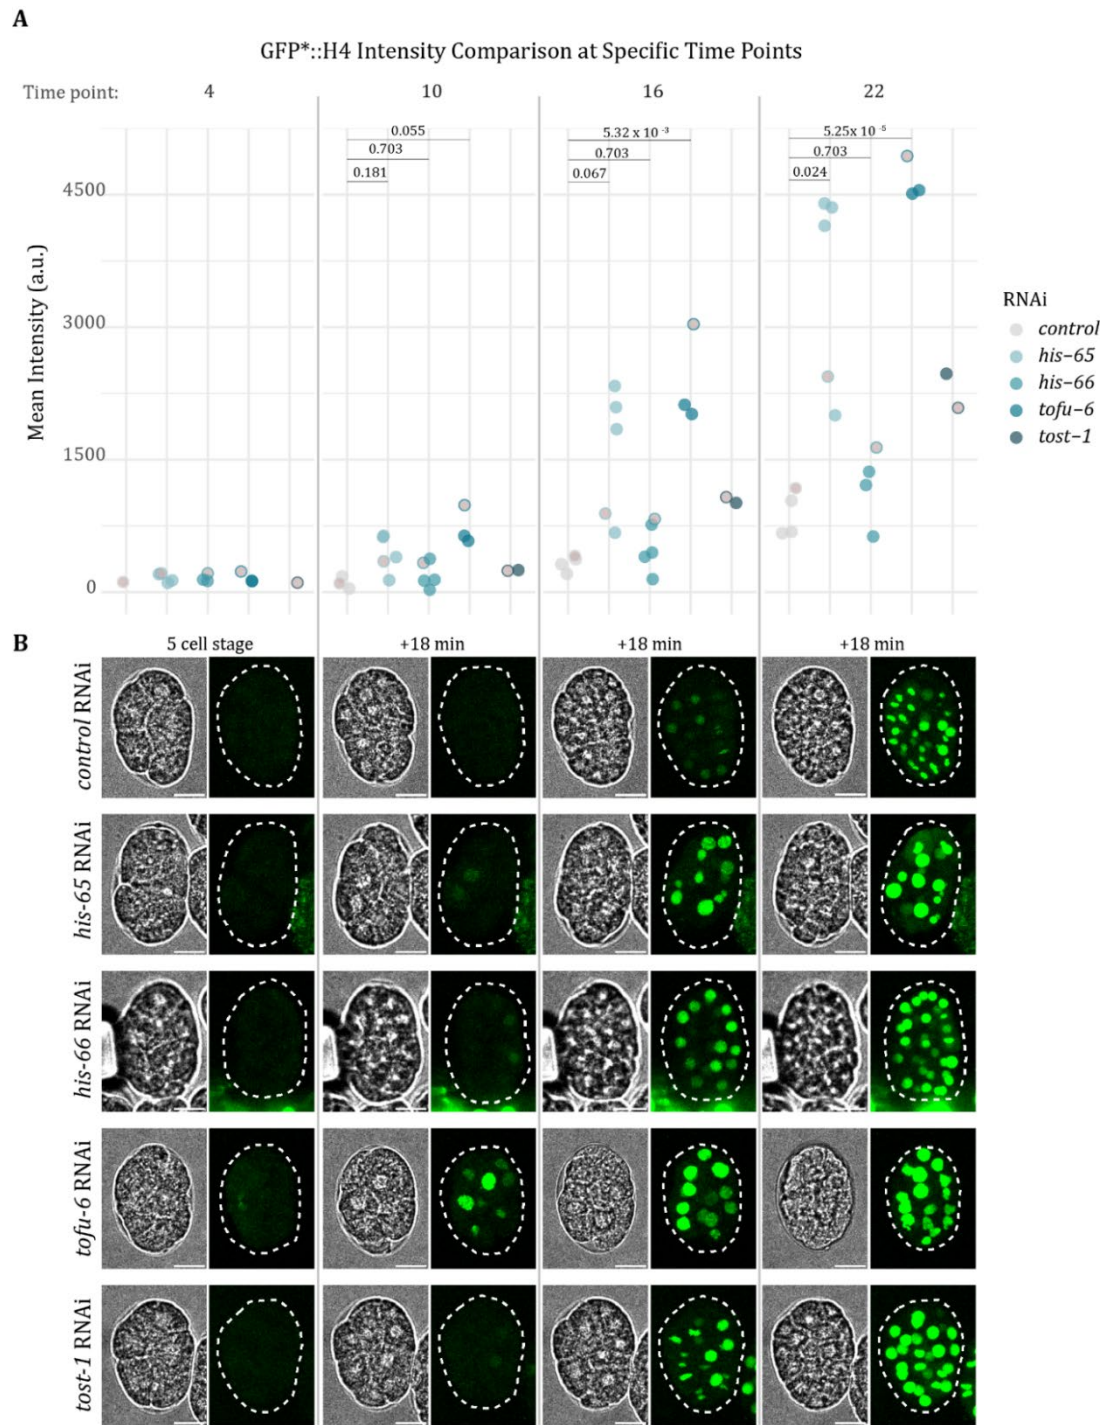 A
GFP*::H4 Intensity Comparison at Specific Time Points
Time point: 4 10 16 22
0.055 5.32 x 10 -3 5.25x 10 -5
0.703 0.703 0.703
0.181 0.067 0.024
4500
3000
1500
0
Mean Intensity (a.u.)
RNAi
control
his-65
his-66
tofu-6
tost-1
B
5 cell stage +18 min +18 min +18 min
control RNAi
his-65 RNAi
his-66 RNAi
tofu-6 RNAi
tost-1 RNAi